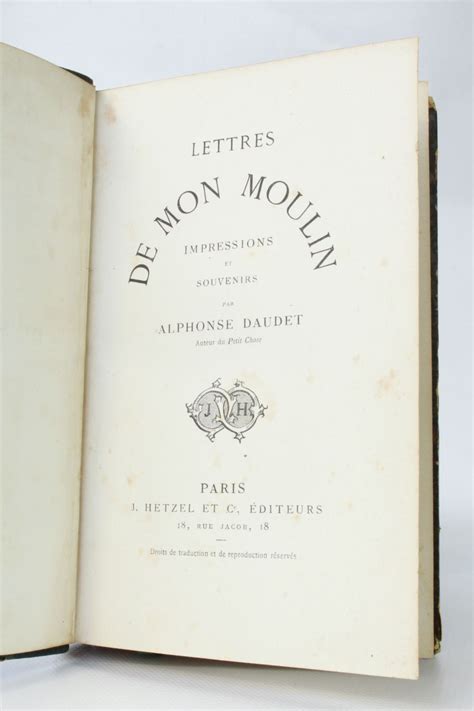 LETTRES
DE MON MOULIN
IMPRESSIONS
ET
SOUVENIRS
PAR
ALPHONSE DAUDET
Auteur du Petit Chose
J H
PARIS
J. HETZEL ET Cⁱᵉ, ÉDITEURS
18, RUE JACOB, 18
Droits de traduction et de reproduction réservés